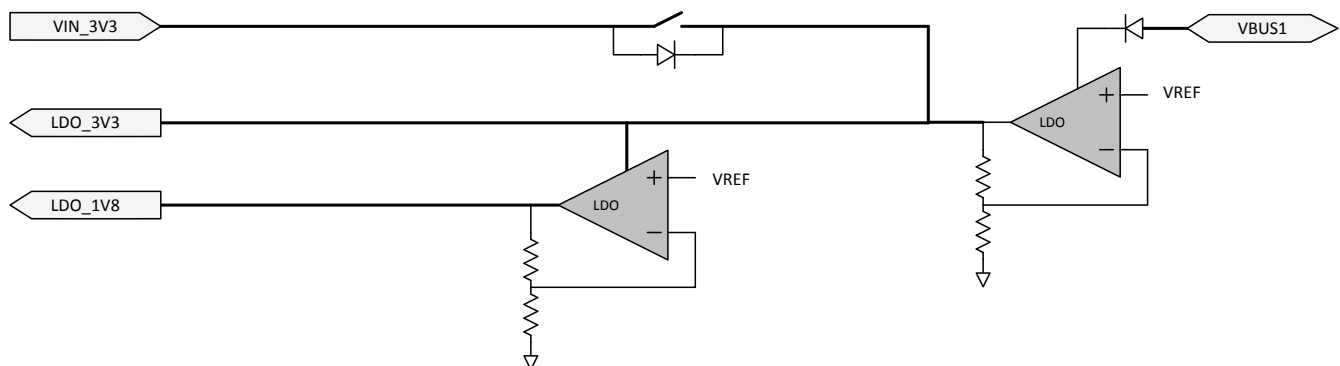 VIN_3V3
VBUS1
VREF
LDO
LDO_3V3
VREF
LDO
LDO_1V8